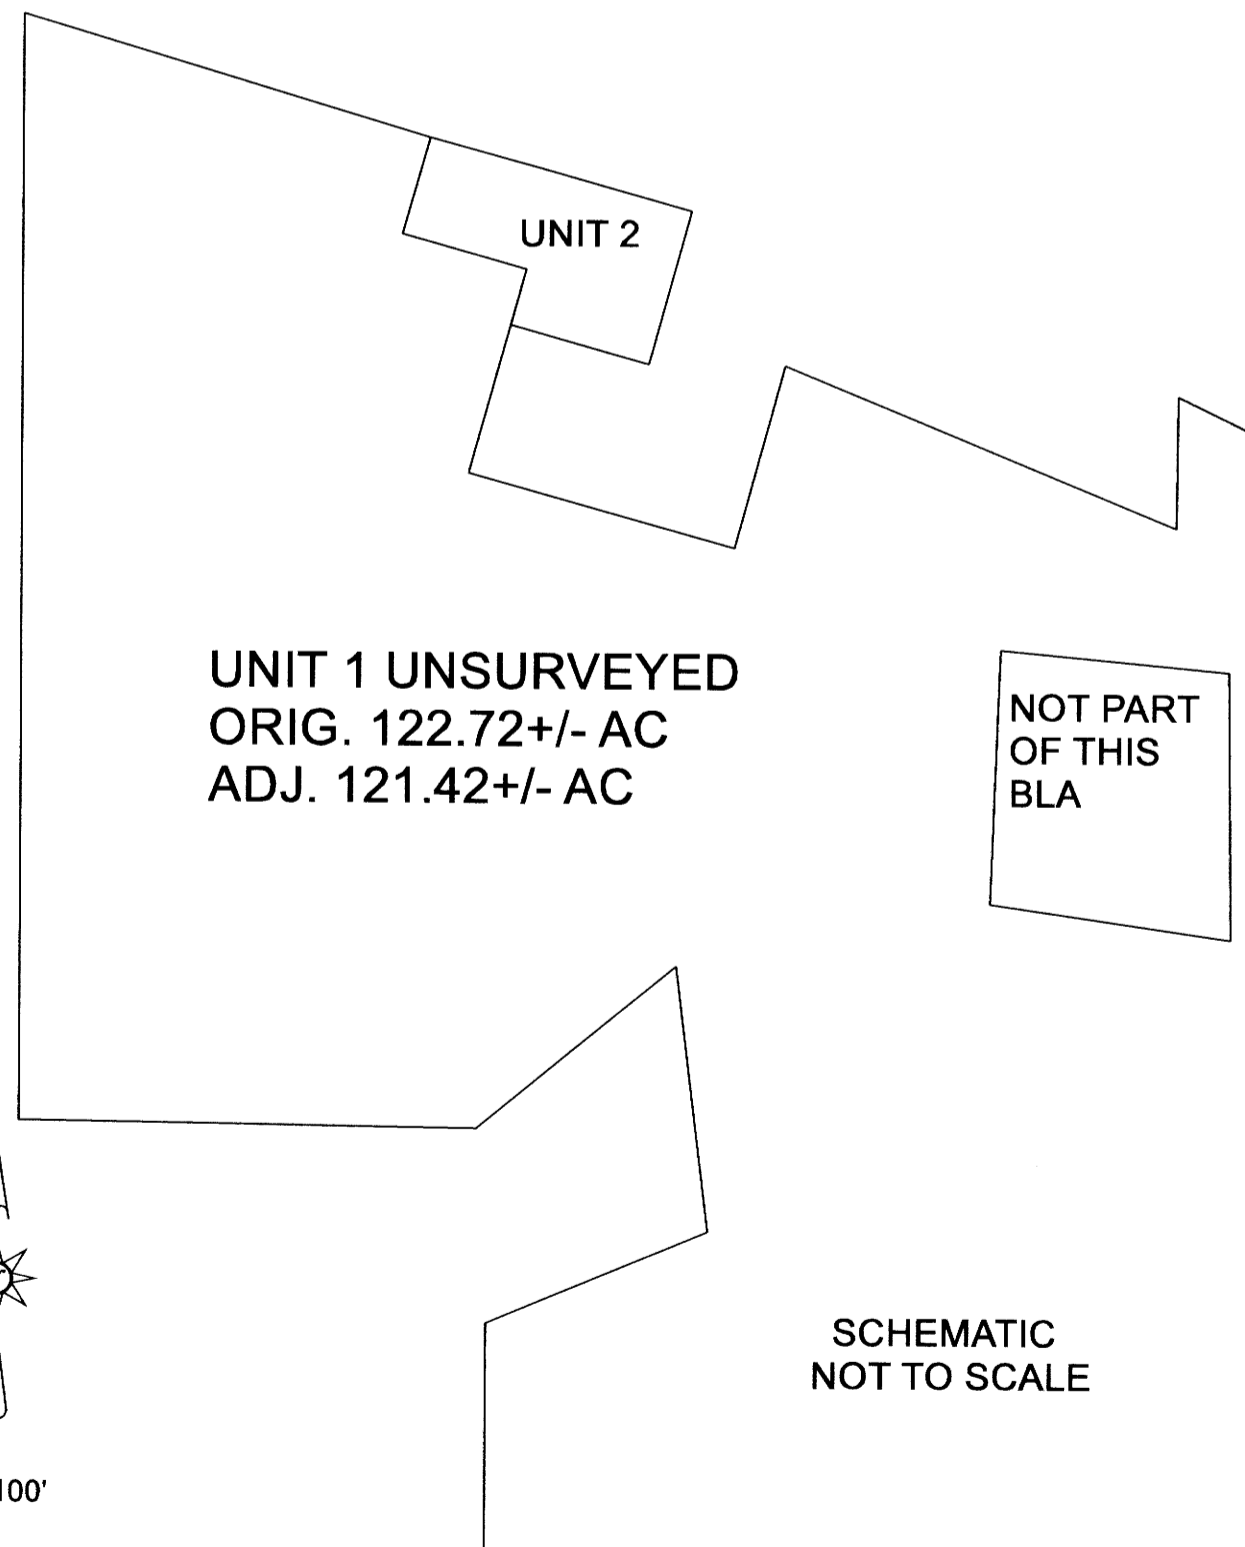 UNIT 2
UNIT 1 UNSURVEYED
ORIG. 122.72+/- AC
ADJ. 121.42+/- AC
NOT PART
OF THIS
BLA
SCHEMATIC
NOT TO SCALE
100'